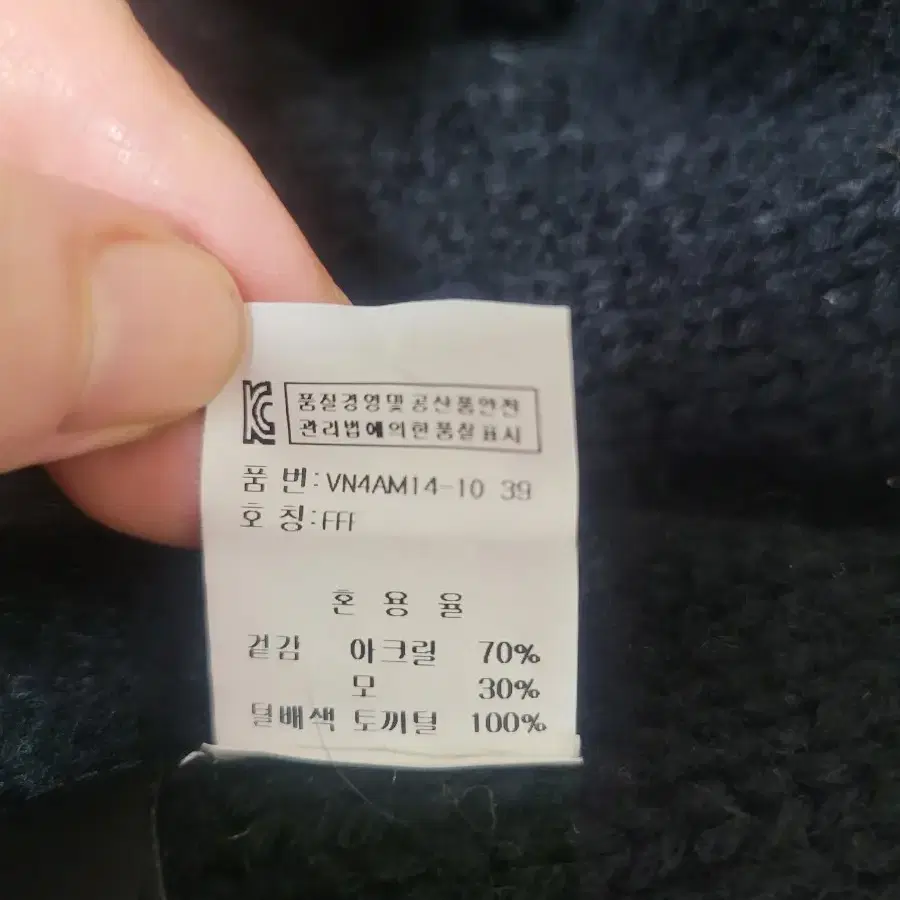 품질경영및공산품안전
관리법에의한품질표시
품 번:VN4AM14-10 39
호 칭:FFF
혼 용 율
겉감 아크릴 70%
모 30%
털배색 토끼털 100%